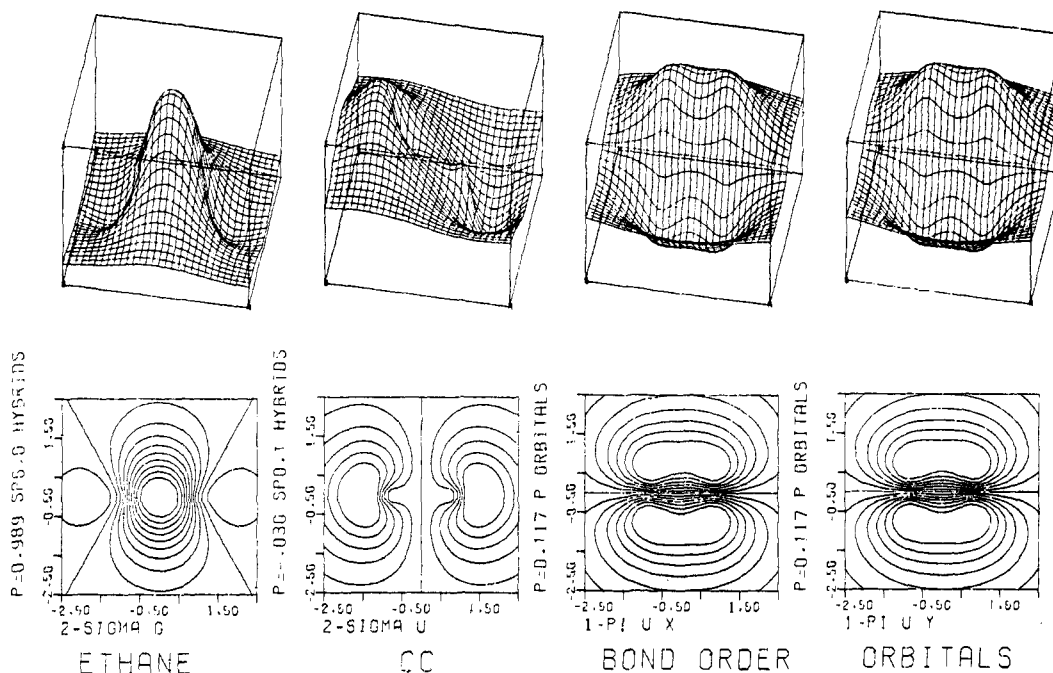 P=0.989 SP6.0 HYBRIDS
1.50
-0.50
-2.50
-2.50 -0.50 1.50
2-SIGMA G
P=-.036 SP0.1 HYBRIDS
1.50
-0.50
-2.50
-2.50 -0.50 1.50
2-SIGMA U
P=0.117 P ORBITALS
1.50
-0.50
-2.50
-2.50 -0.50 1.50
1-PI U X
P=0.117 P ORBITALS
1.50
-0.50
-2.50
-2.50 -0.50 1.50
1-PI U Y
ETHANE CC BOND ORDER ORBITALS